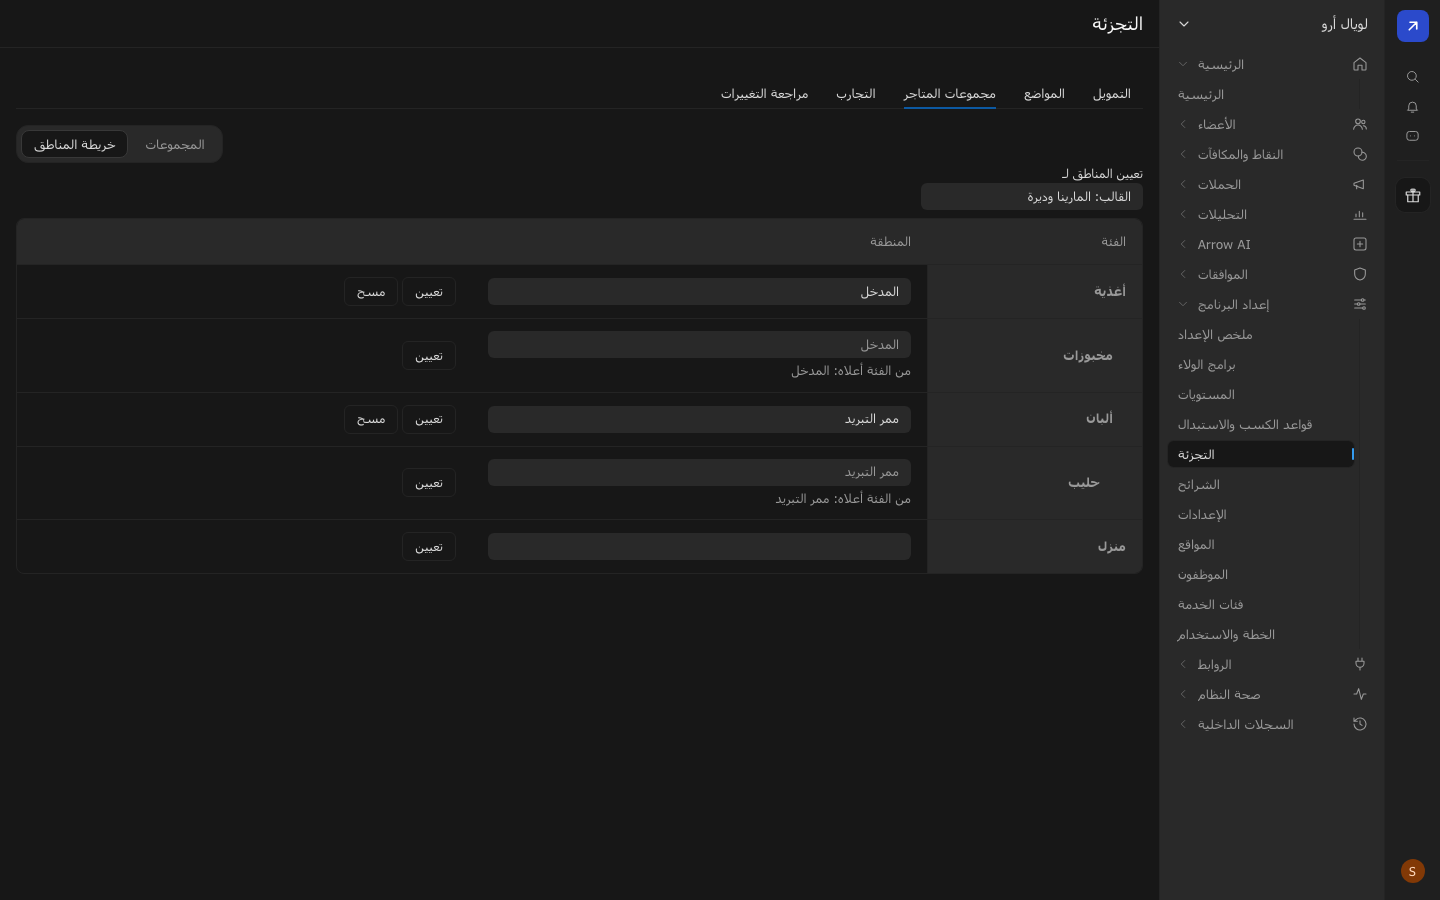 لويال أرو
الرئيسية
الرئيسية
الأعضاء
النقاط والمكافآت
الحملات
التحليلات
Arrow AI
الموافقات
إعداد البرنامج
ملخص الإعداد
برامج الولاء
المستويات
قواعد الكسب والاستبدال
التجزئة
الشرائح
الإعدادات
المواقع
الموظفون
فئات الخدمة
الخطة والاستخدام
الروابط
صحة النظام
السجلات الداخلية
S
التجزئة
التمويل المواضع مجموعات المتاجر التجارب مراجعة التغييرات
المجموعات خريطة المناطق
تعيين المناطق لـ
القالب: المارينا وديرة
الفئة المنطقة
أغذية المدخل تعيين مسح
مخبوزات المدخل تعيين
من الفئة أعلاه: المدخل
ألبان ممر التبريد تعيين مسح
حليب ممر التبريد تعيين
من الفئة أعلاه: ممر التبريد
منزل تعيين